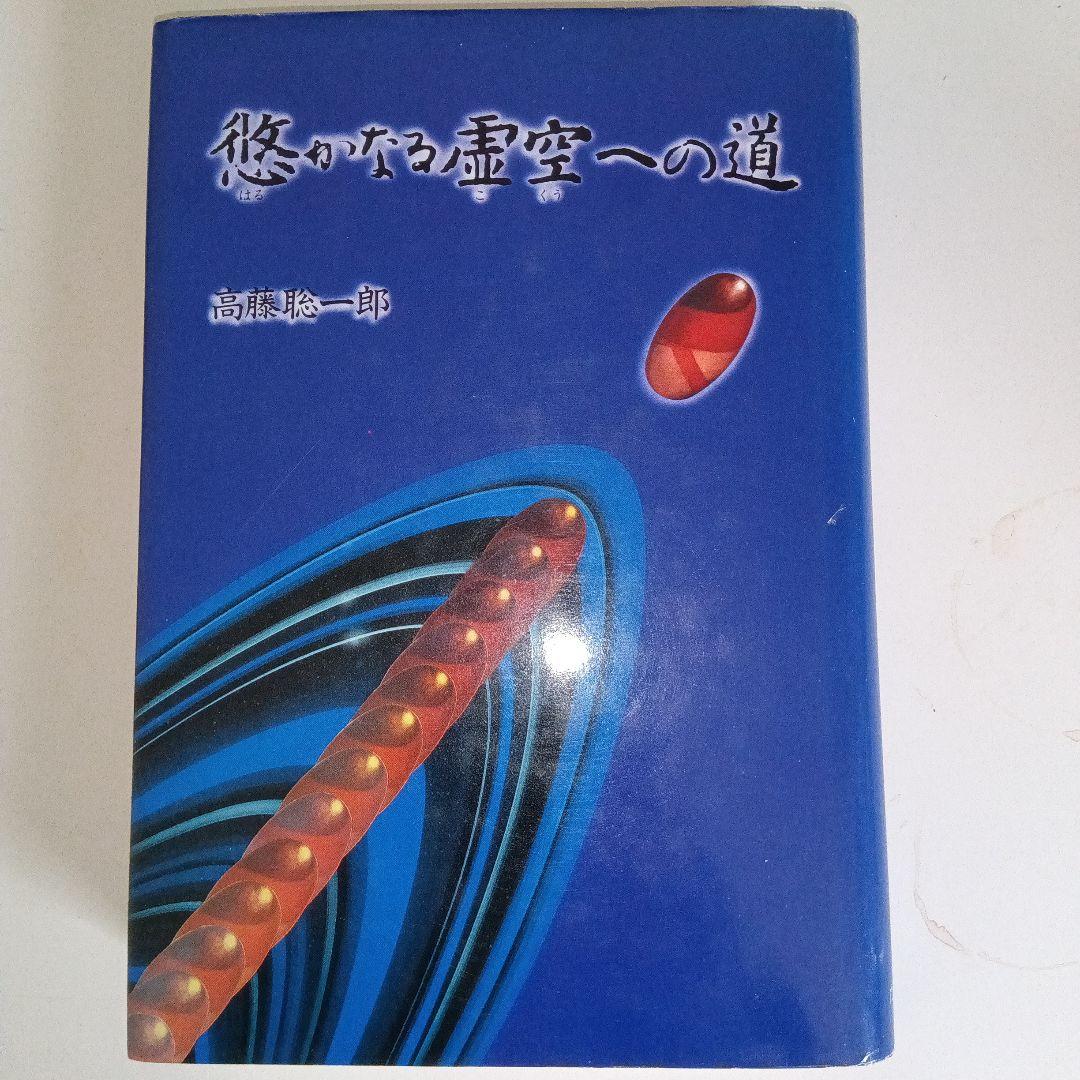 悠かなる虚空への道
はる こ くう
高藤聡一郎